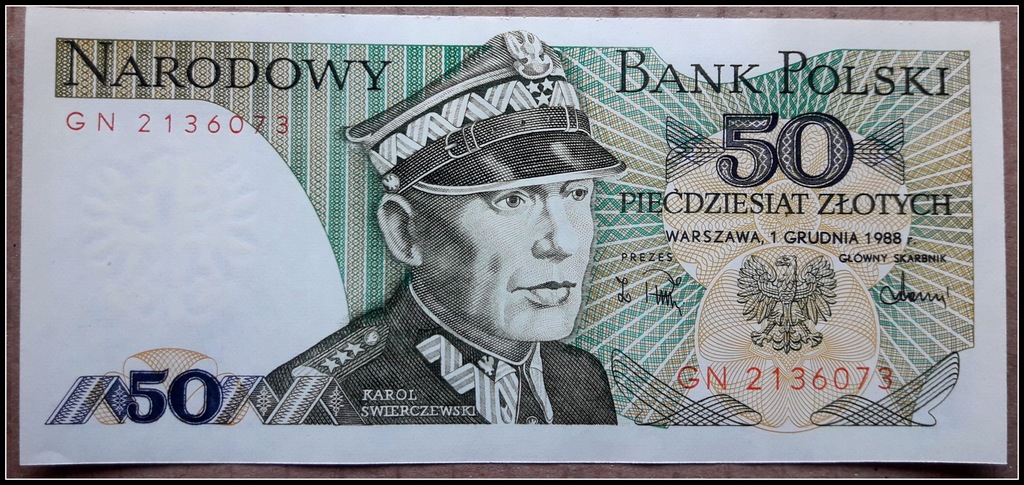 NARODOWY BANK POLSKI
GN 2136073
50
PIĘĆDZIESIĄT ZŁOTYCH
WARSZAWA, 1 GRUDNIA 1988 r.
PREZES GŁÓWNY SKARBNIK
GN 2136073
50
KAROL
ŚWIERCZEWSKI